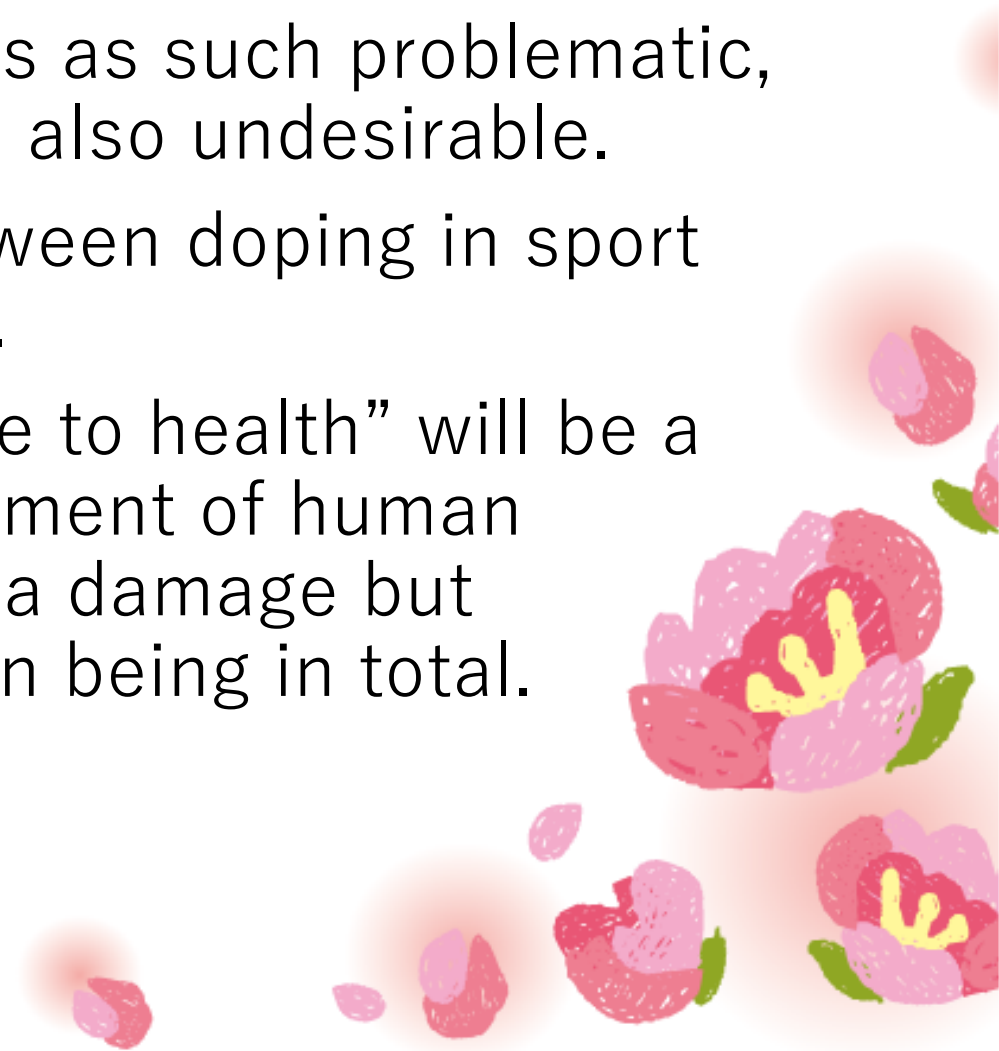 s as such problematic,
also undesirable.
ween doping in sport
.
e to health” will be a
ment of human
a damage but
n being in total.